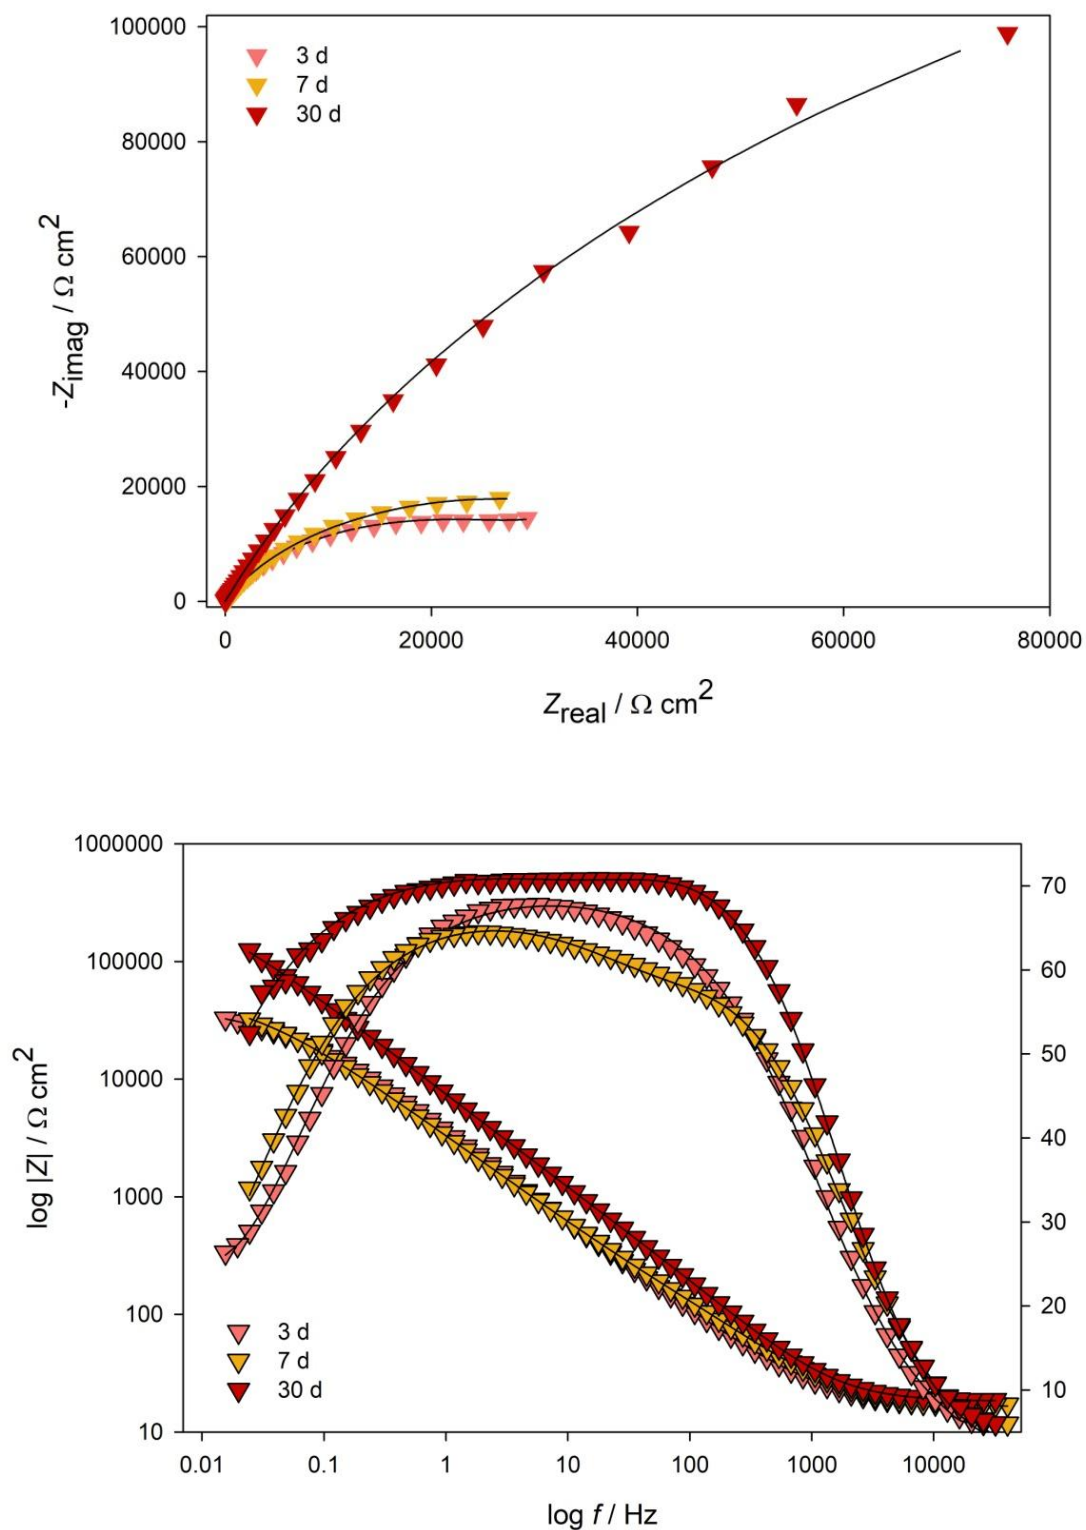 100000
80000
60000
40000
20000
0
-Zimag / Ω cm2
3 d
7 d
30 d
0 20000 40000 60000 80000
Zreal / Ω cm2
1000000
100000
10000
1000
100
10
log |Z| / Ω cm2
3 d
7 d
30 d
70
60
50
40
30
20
10
0.01 0.1 1 10 100 1000 10000
log f / Hz